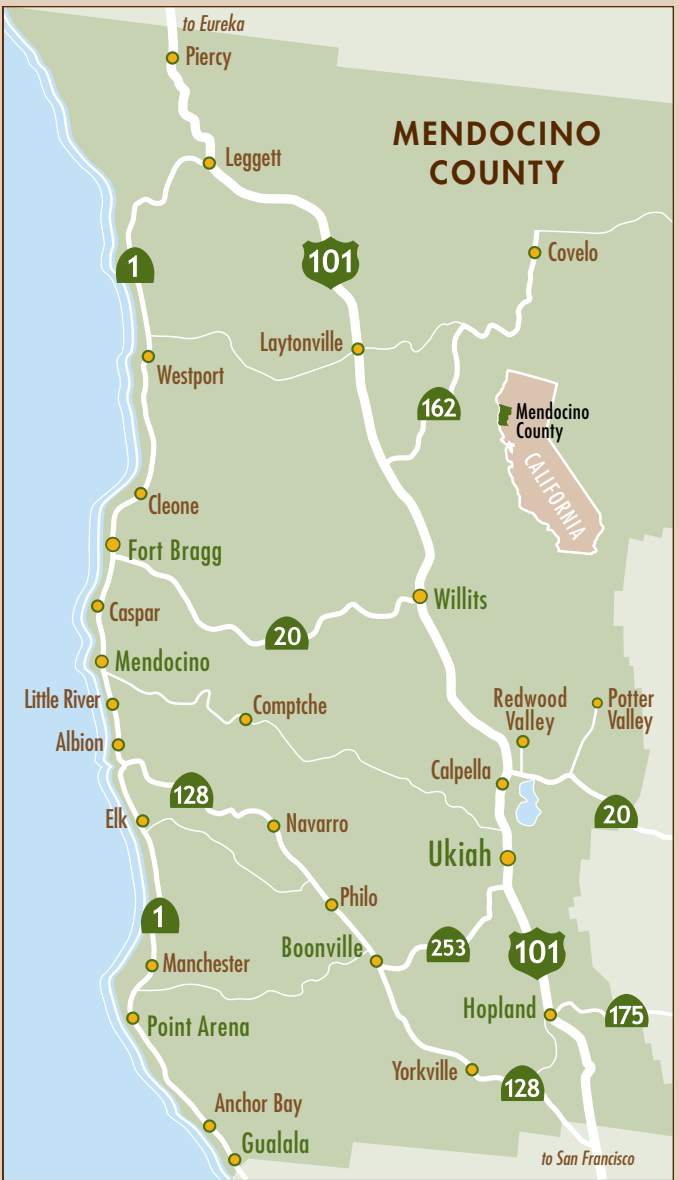 to Eureka
Piercy
MENDOCINO
COUNTY
Leggett
Covelo
1
101
Laytonville
Westport
162
Mendocino
County
CALIFORNIA
Cleone
Fort Bragg
Willits
Caspar
20
Mendocino
Little River
Comptche
Redwood
Valley
Potter
Valley
Albion
Calpella
128
20
Elk
Navarro
Ukiah
Philo
1
Boonville
253
101
Manchester
Hopland
175
Point Arena
Yorkville
128
Anchor Bay
Gualala
to San Francisco